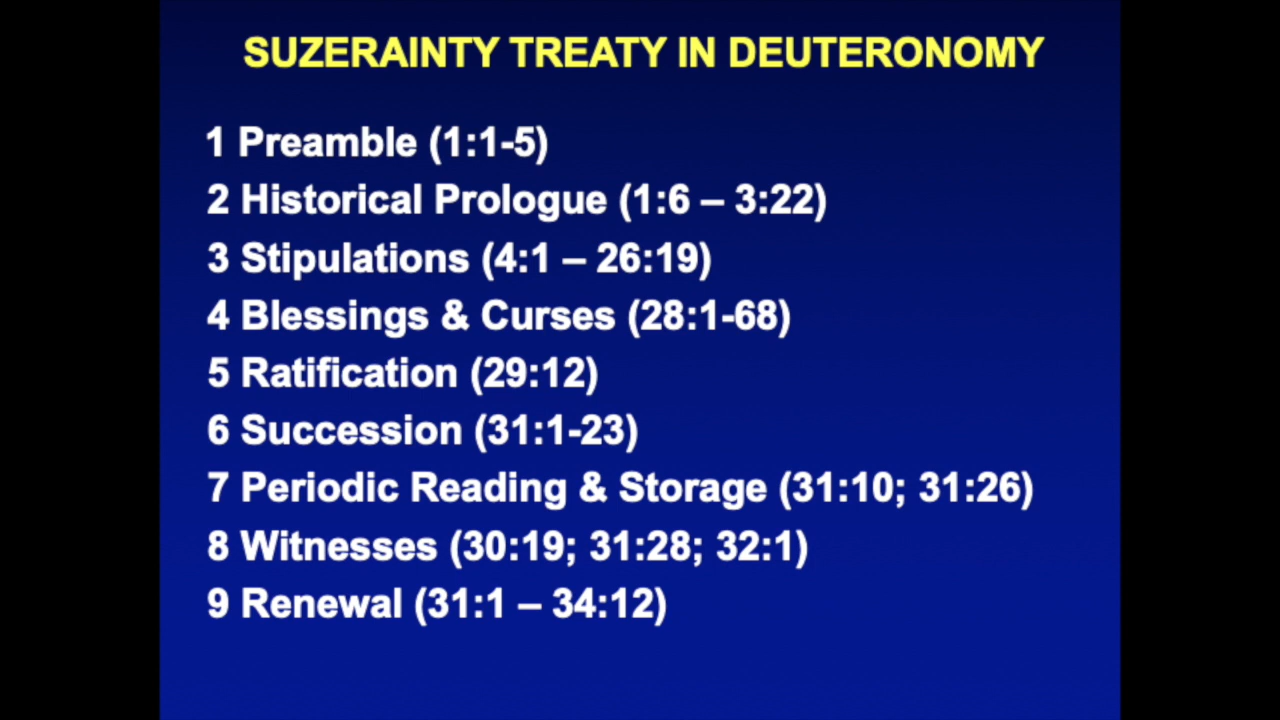 SUZERAINTY TREATY IN DEUTERONOMY
1 Preamble (1:1-5)
2 Historical Prologue (1:6 – 3:22)
3 Stipulations (4:1 – 26:19)
4 Blessings & Curses (28:1-68)
5 Ratification (29:12)
6 Succession (31:1-23)
7 Periodic Reading & Storage (31:10; 31:26)
8 Witnesses (30:19; 31:28; 32:1)
9 Renewal (31:1 – 34:12)